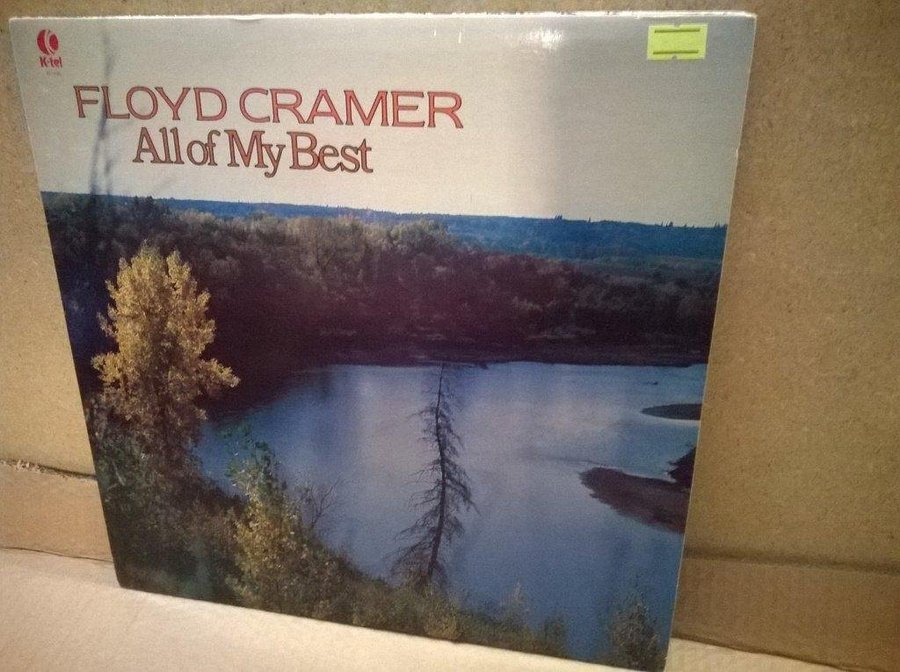 K-tel
FLOYD CRAMER
All of My Best